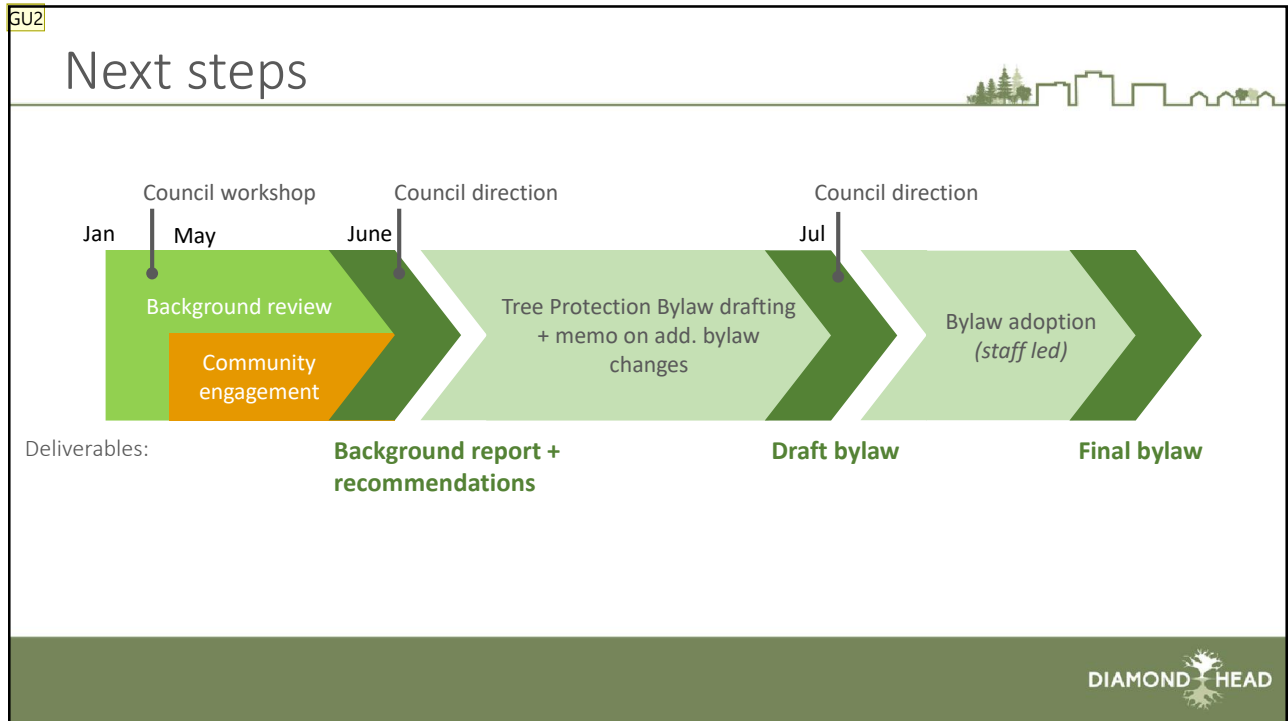 GU2
Next steps
Council workshop
Council direction
Council direction
Jan
May
June
Jul
Background review
Community
engagement
Tree Protection Bylaw drafting
+ memo on add. bylaw
changes
Bylaw adoption
(staff led)
Deliverables:
Background report +
recommendations
Draft bylaw
Final bylaw
DIAMOND HEAD